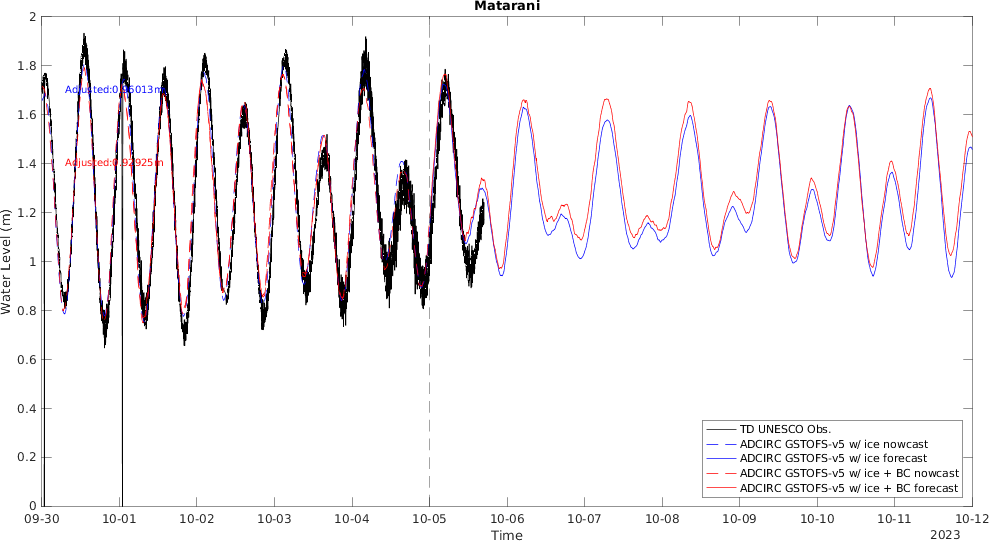 Matarani
2
1.8
1.6
1.4
1.2
1
0.8
0.6
0.4
0.2
0
Water Level (m)
Adjusted:0.96013m
Adjusted:0.92925m
TD UNESCO Obs.
ADCIRC GSTOFS-v5 w/ ice nowcast
ADCIRC GSTOFS-v5 w/ ice forecast
ADCIRC GSTOFS-v5 w/ ice + BC nowcast
ADCIRC GSTOFS-v5 w/ ice + BC forecast
09-30 10-01 10-02 10-03 10-04 10-05 10-06 10-07 10-08 10-09 10-10 10-11 10-12
Time
2023